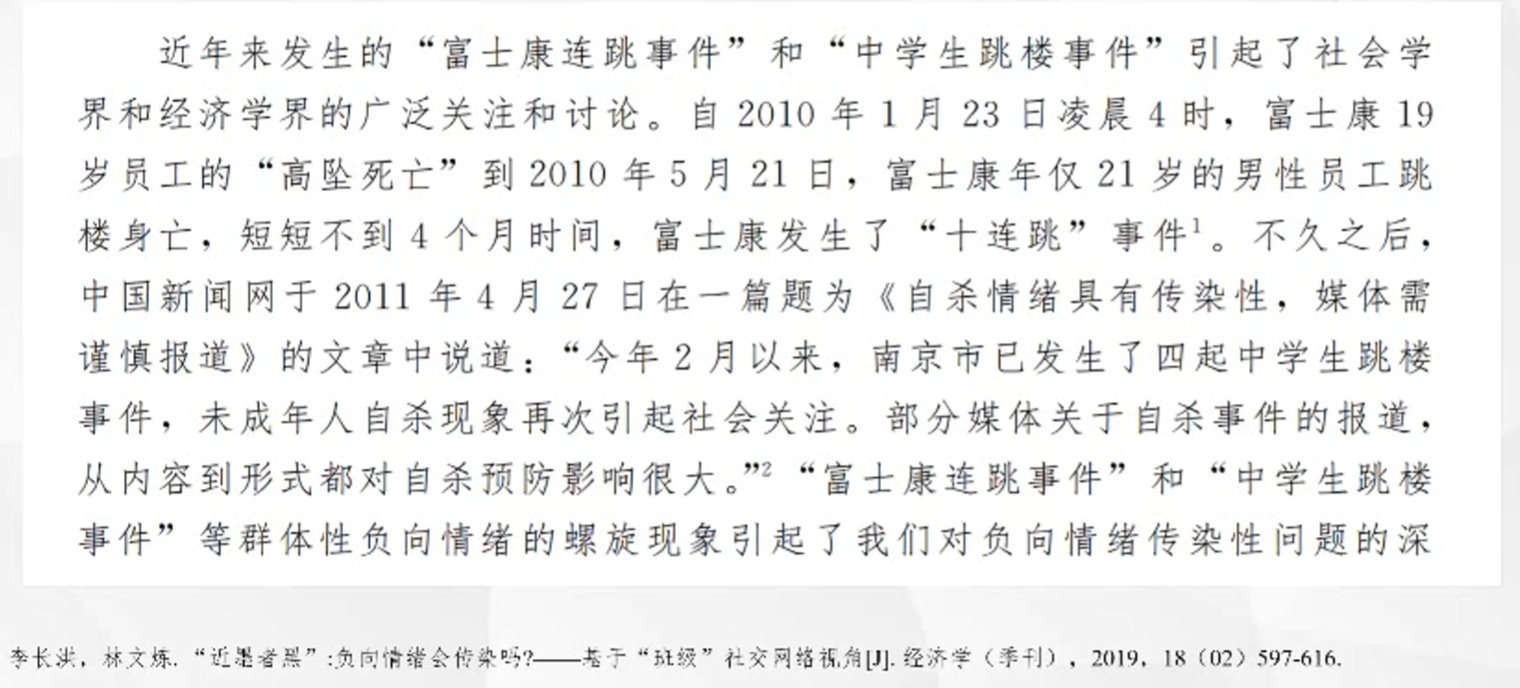 近年来发生的“富士康连跳事件”和“中学生跳楼事件”引起了社会学
界和经济学界的广泛关注和讨论。自 2010 年 1 月 23 日凌晨 4 时，富士康 19
岁员工的“高坠死亡”到 2010 年 5 月 21 日，富士康年仅 21 岁的男性员工跳
楼身亡，短短不到 4 个月时间，富士康发生了“十连跳”事件¹。不久之后，
中国新闻网于 2011 年 4 月 27 日在一篇题为《自杀情绪具有传染性，媒体需
谨慎报道》的文章中说道：“今年 2 月以来，南京市已发生了四起中学生跳楼
事件，未成年人自杀现象再次引起社会关注。部分媒体关于自杀事件的报道，
从内容到形式都对自杀预防影响很大。”² “富士康连跳事件”和“中学生跳楼
事件”等群体性负向情绪的螺旋现象引起了我们对负向情绪传染性问题的深
李长洪，林文炼. “近墨者黑”:负向情绪会传染吗?——基于“班级”社交网络视角[J]. 经济学（季刊）, 2019, 18（02）597-616.